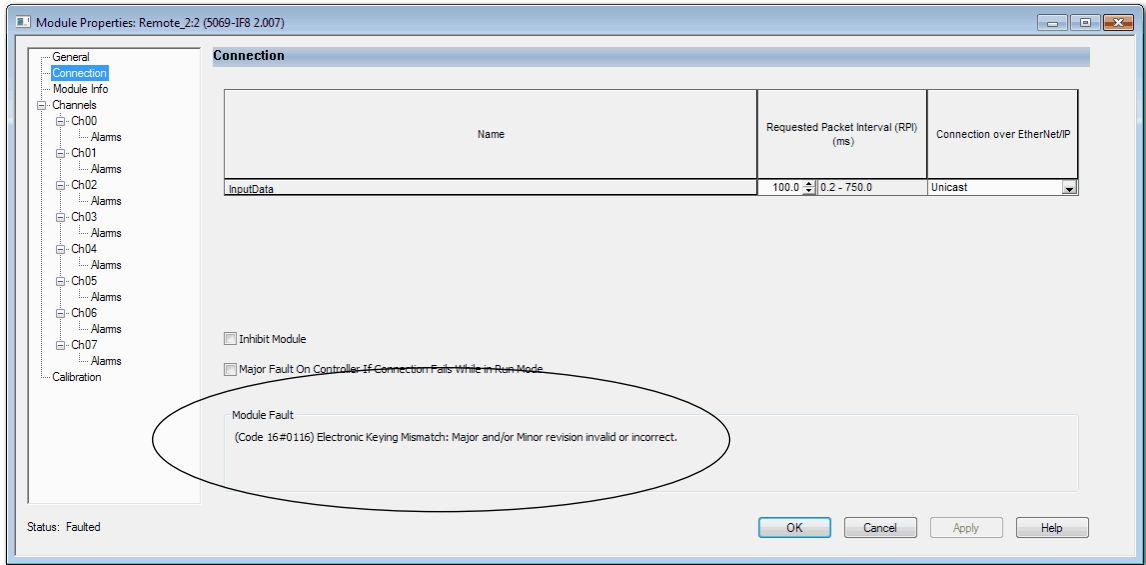 Module Properties: Remote_2:2 (5069-IF8 2.007)
General
Connection
Module Info
Channels
Ch00
Alarms
Ch01
Alarms
Ch02
Alarms
Ch03
Alarms
Ch04
Alarms
Ch05
Alarms
Ch06
Alarms
Ch07
Alarms
Calibration
Connection
Name
Requested Packet Interval (RPI)
(ms)
Connection over EtherNet/IP
InputData
100.0
0.2 - 750.0
Unicast
Inhibit Module
Major Fault On Controller If Connection Fails While in Run Mode
Module Fault
(Code 16#0116) Electronic Keying Mismatch: Major and/or Minor revision invalid or incorrect.
Status: Faulted
OK
Cancel
Apply
Help